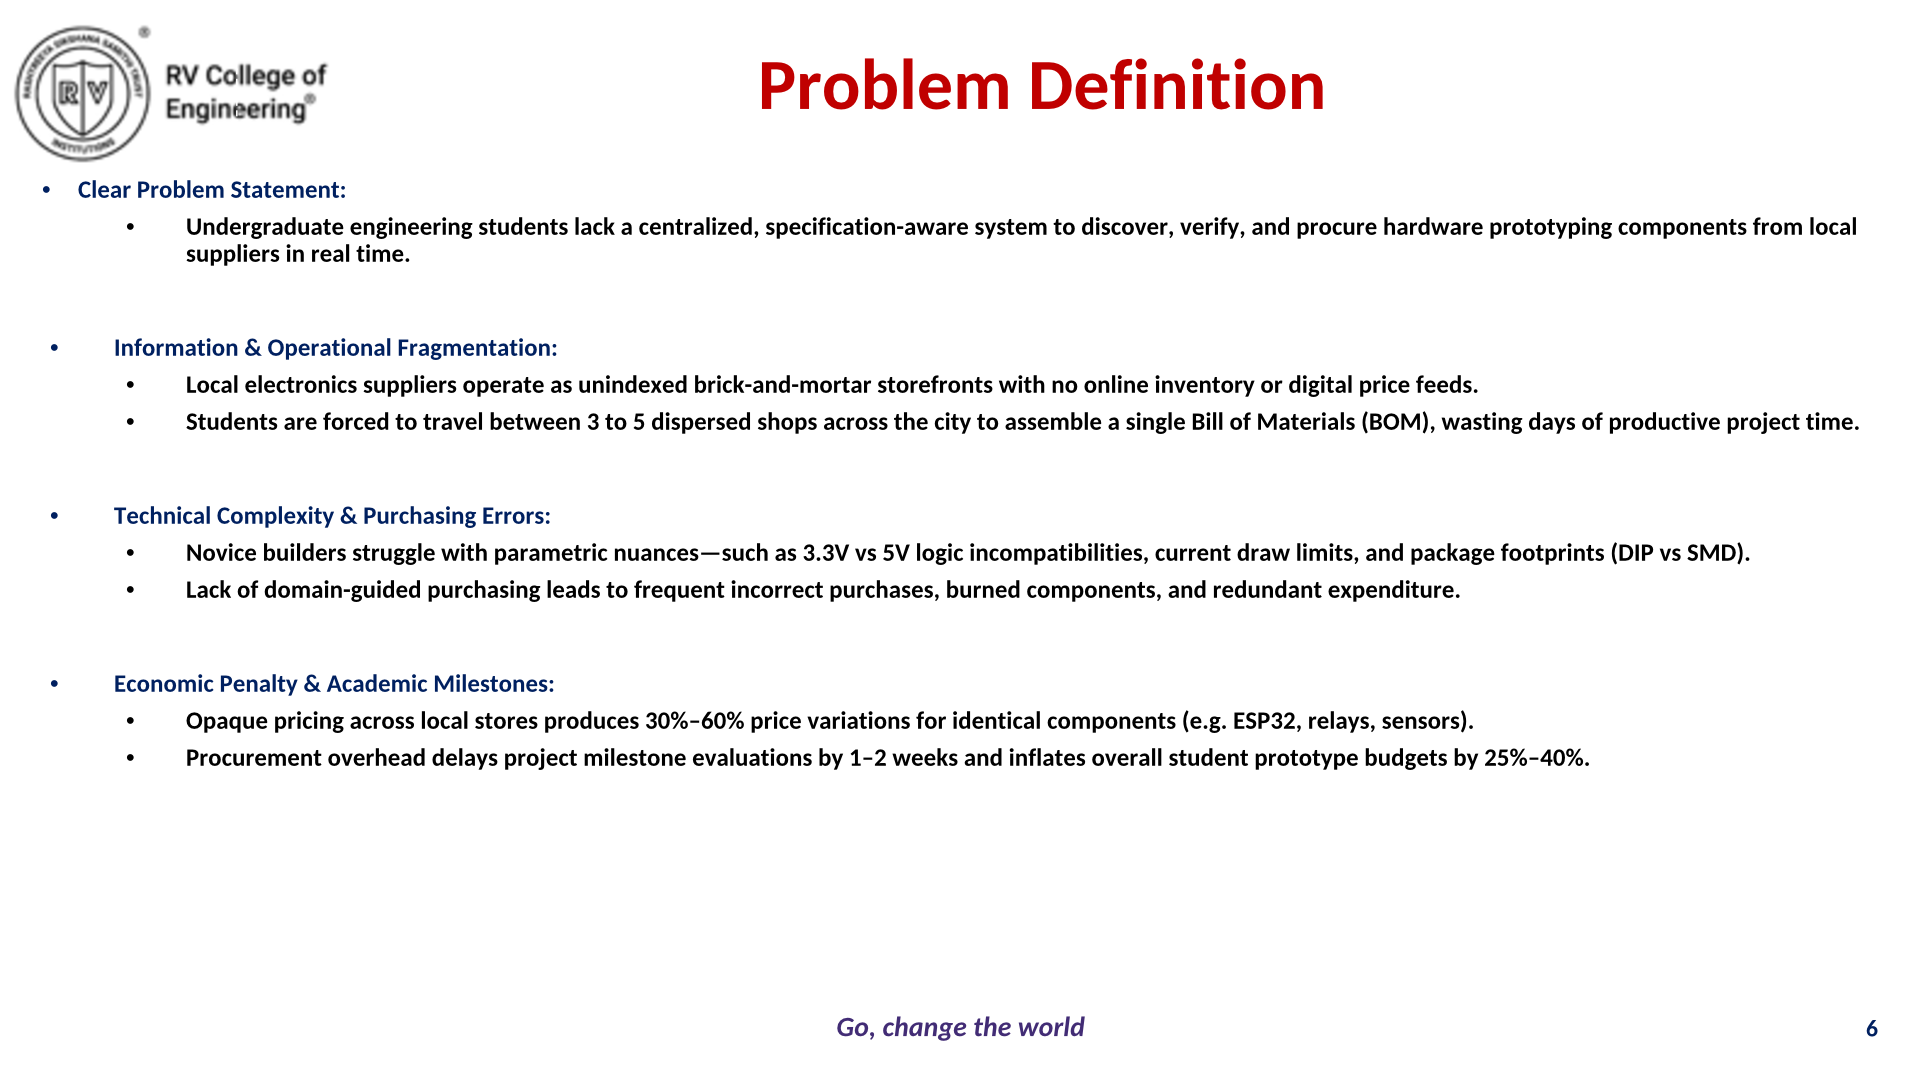 RASHTREEYA SIKSHANA SAMITHI TRUST
RV
INSTITUTIONS
®
RV College of
Engineering®
Problem Definition
• Clear Problem Statement:
• Undergraduate engineering students lack a centralized, specification-aware system to discover, verify, and procure hardware prototyping components from local
suppliers in real time.
• Information & Operational Fragmentation:
• Local electronics suppliers operate as unindexed brick-and-mortar storefronts with no online inventory or digital price feeds.
• Students are forced to travel between 3 to 5 dispersed shops across the city to assemble a single Bill of Materials (BOM), wasting days of productive project time.
• Technical Complexity & Purchasing Errors:
• Novice builders struggle with parametric nuances—such as 3.3V vs 5V logic incompatibilities, current draw limits, and package footprints (DIP vs SMD).
• Lack of domain-guided purchasing leads to frequent incorrect purchases, burned components, and redundant expenditure.
• Economic Penalty & Academic Milestones:
• Opaque pricing across local stores produces 30%–60% price variations for identical components (e.g. ESP32, relays, sensors).
• Procurement overhead delays project milestone evaluations by 1–2 weeks and inflates overall student prototype budgets by 25%–40%.
Go, change the world
6